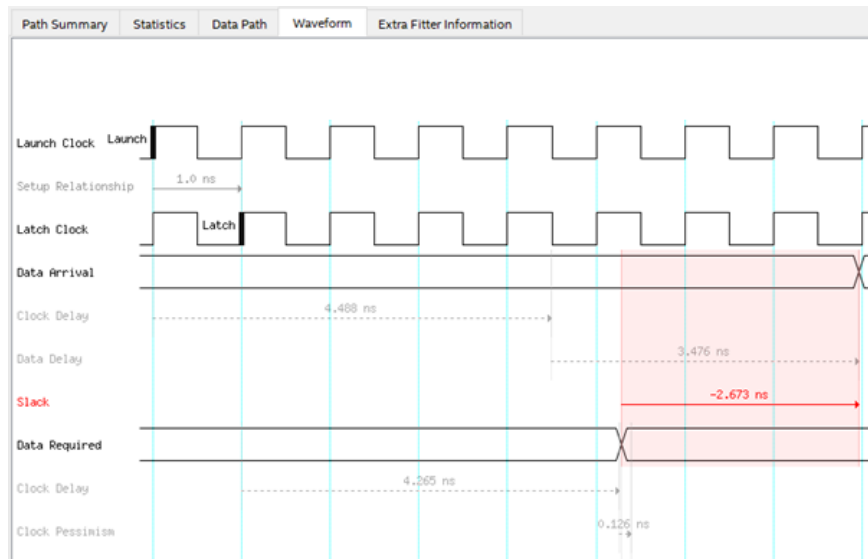 Path Summary Statistics Data Path Waveform Extra Fitter Information
Launch Clock Launch
Setup Relationship 1.0 ns
Latch Clock Latch
Data Arrival
Clock Delay 4.488 ns
Data Delay 3.476 ns
Slack -2.673 ns
Data Required
Clock Delay 4.265 ns
Clock Pessimism 0.126 ns